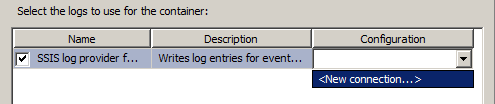 Select the logs to use for the container:
Name Description Configuration
SSIS log provider f... Writes log entries for event...
<New connection...>